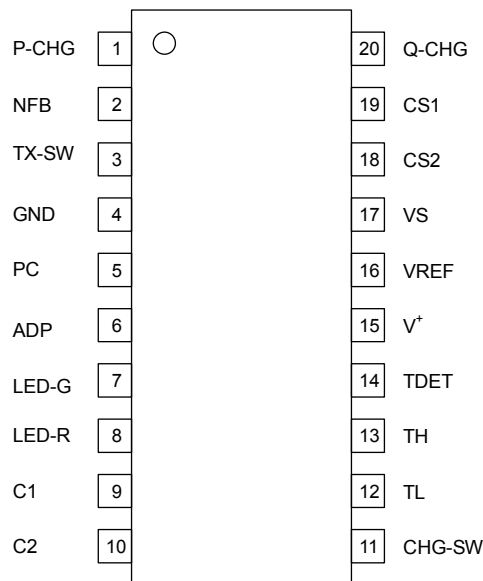 P-CHG 1 20 Q-CHG
NFB 2 19 CS1
TX-SW 3 18 CS2
GND 4 17 VS
PC 5 16 VREF
ADP 6 15 V⁺
LED-G 7 14 TDET
LED-R 8 13 TH
C1 9 12 TL
C2 10 11 CHG-SW